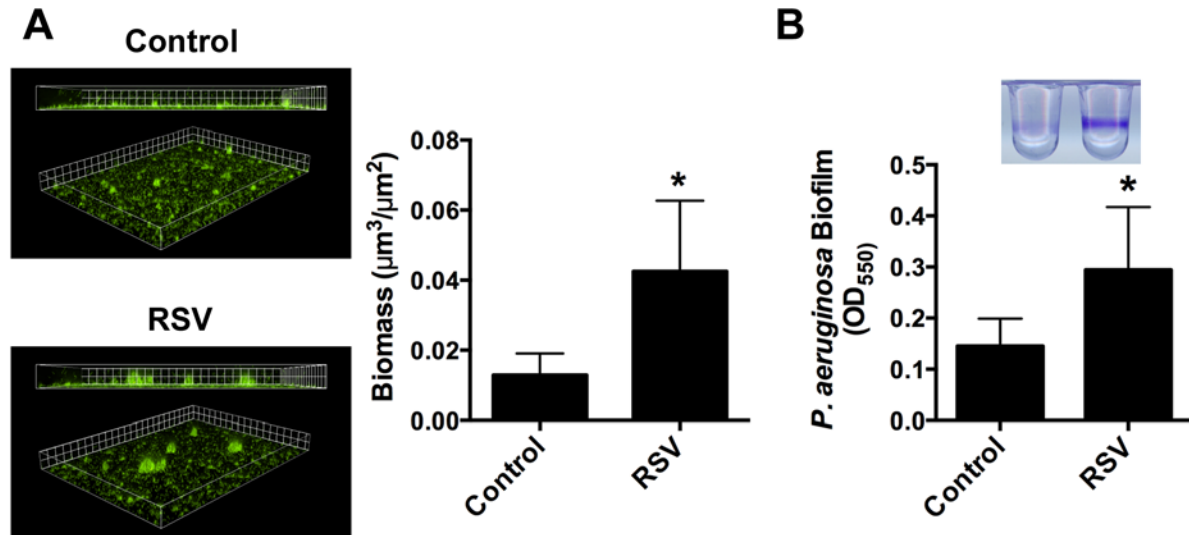 A
Control
RSV
Biomass (μm³/μm²)
0.08
0.06
0.04
0.02
0.00
*
Control
RSV
B
P. aeruginosa Biofilm
(OD₅₅₀)
0.5
0.4
0.3
0.2
0.1
0.0
*
Control
RSV